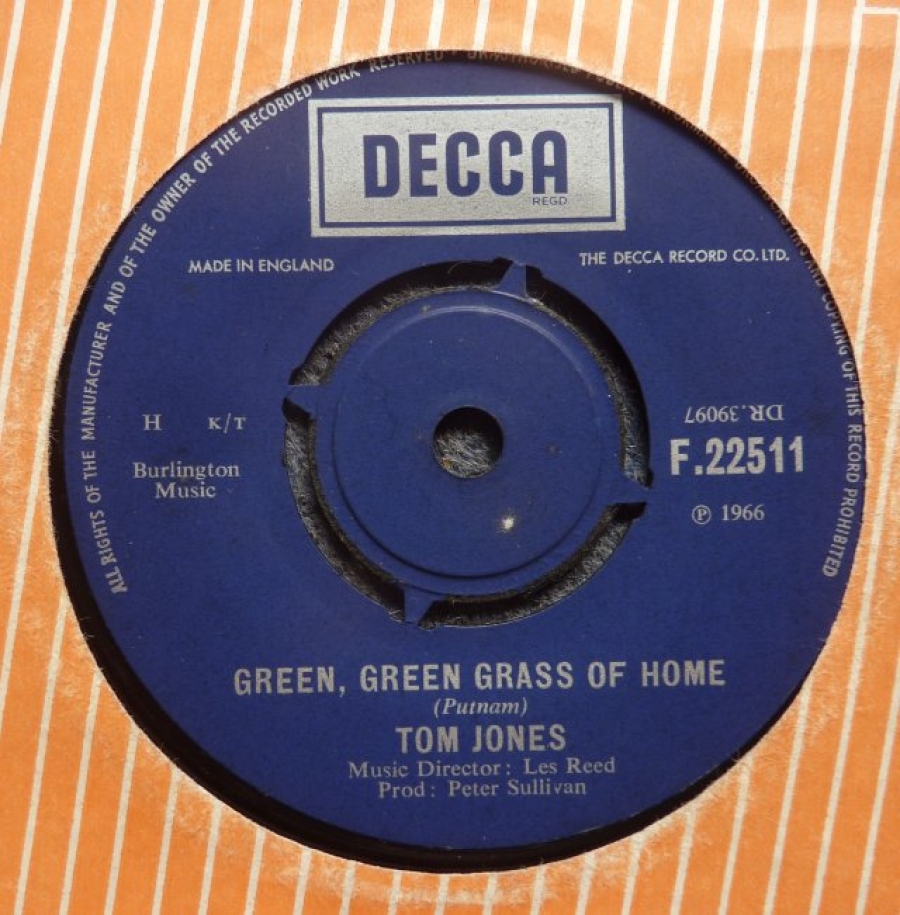 ALL RIGHTS OF THE MANUFACTURER AND OF THE OWNER OF THE RECORDED WORK RESERVED
AND COPYING OF THIS RECORD PROHIBITED
DECCA
REGD
MADE IN ENGLAND
THE DECCA RECORD CO. LTD.
H K/T
Burlington
Music
DR.39097
F.22511
℗ 1966
GREEN, GREEN GRASS OF HOME
(Putnam)
TOM JONES
Music Director: Les Reed
Prod: Peter Sullivan